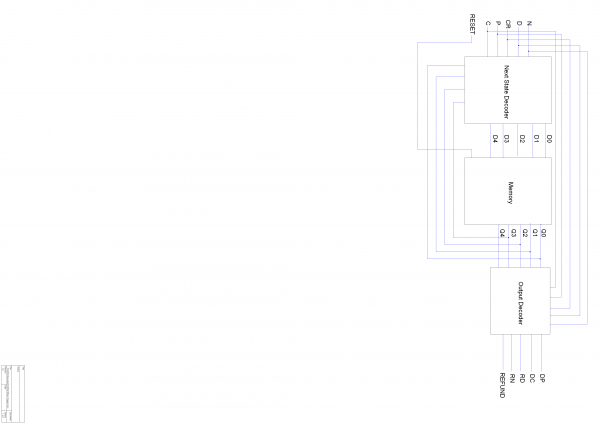 N
D
CR
P
C
RESET
Next State Decoder
D0
D1
D2
D3
D4
Memory
Q0
Q1
Q2
Q3
Q4
Output Decoder
DP
DC
RD
RN
REFUND